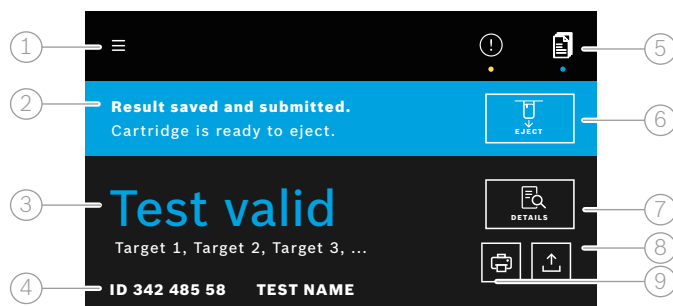 1
5
2
Result saved and submitted.
Cartridge is ready to eject.
EJECT
6
3
Test valid
Target 1, Target 2, Target 3, ...
DETAILS
7
8
4
ID 342 485 58 TEST NAME
9